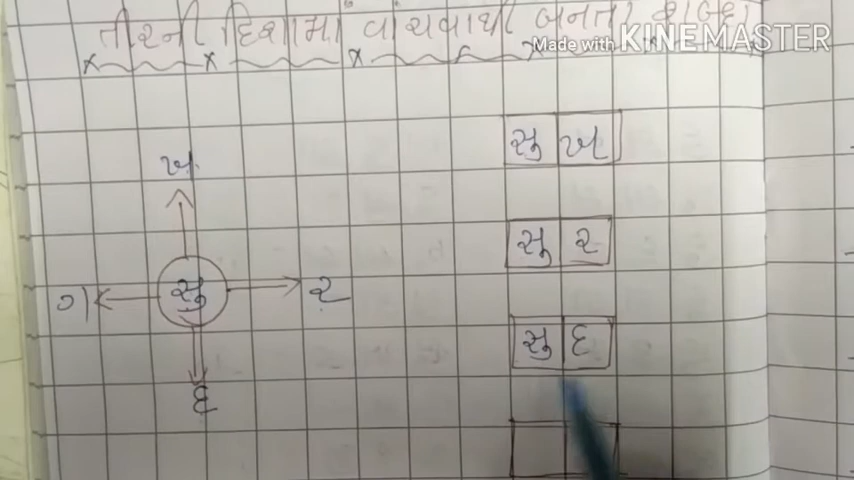 તીરની દિશામાં વાંચવાથી બનતા શબ્દો
Made with KINEMASTER
ખ
સુ ખ
સુ ર
ગ સુ ર
સુ દ
દ